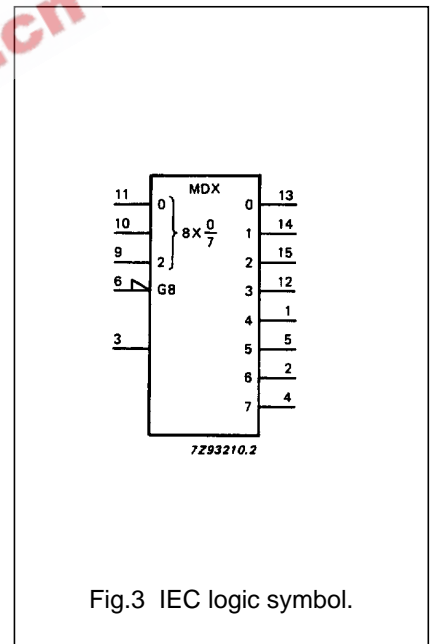 .cn
MDX
11 0 0 13
10 8X 0/7 1 14
9 2 2 15
6 G8 3 12
4 1
3 5 5
6 2
7 4
7Z93210.2
Fig.3 IEC logic symbol.